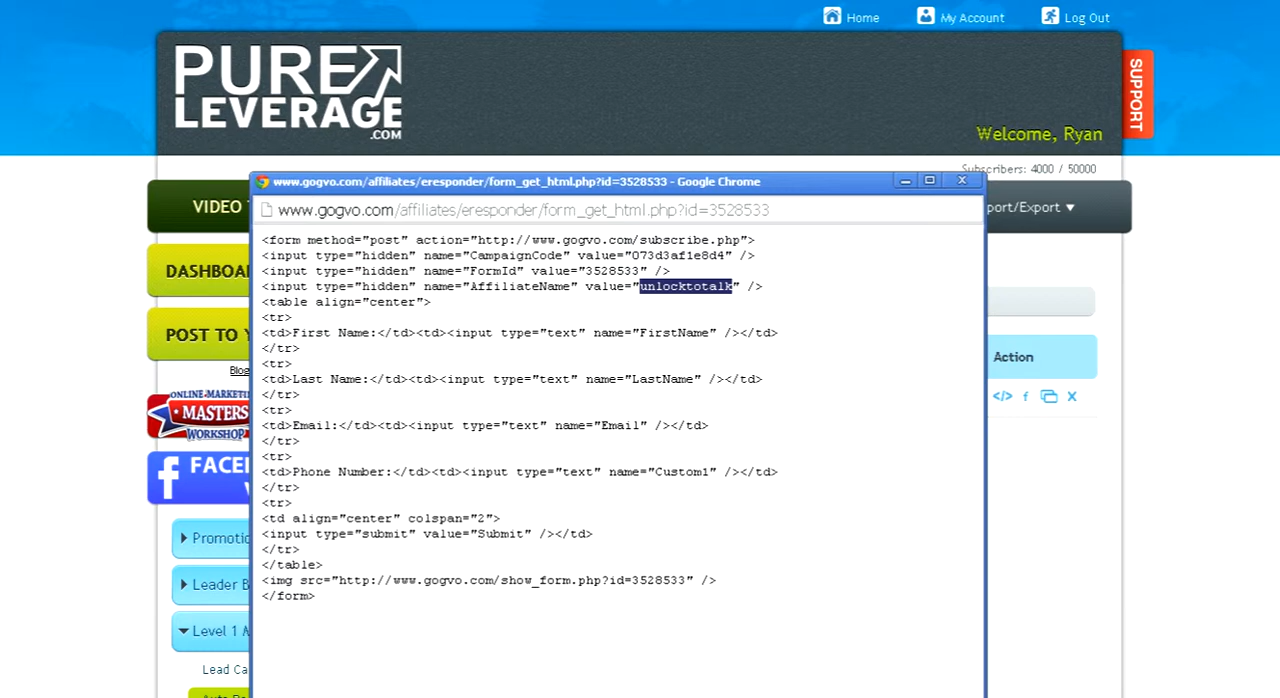 Home
My Account
Log Out
PURE
LEVERAGE
.COM
SUPPORT
Welcome, Ryan
Subscribers: 4000 / 50000
www.gogvo.com/affiliates/eresponder/form_get_html.php?id=3528533 - Google Chrome
www.gogvo.com/affiliates/eresponder/form_get_html.php?id=3528533
VIDEO
port/Export
<form method="post" action="http://www.gogvo.com/subscribe.php">
<input type="hidden" name="CampaignCode" value="073d3af1e8d4" />
<input type="hidden" name="FormId" value="3528533" />
<input type="hidden" name="AffiliateName" value="unlocktotalk" />
<table align="center">
<tr>
<td>First Name:</td><td><input type="text" name="FirstName" /></td>
</tr>
<tr>
<td>Last Name:</td><td><input type="text" name="LastName" /></td>
</tr>
<tr>
<td>Email:</td><td><input type="text" name="Email" /></td>
</tr>
<tr>
<td>Phone Number:</td><td><input type="text" name="Custom1" /></td>
</tr>
<tr>
<td align="center" colspan="2">
<input type="submit" value="Submit" /></td>
</tr>
</table>
<img src="http://www.gogvo.com/show_form.php?id=3528533" />
</form>
DASHBOA
POST TO Y
Blog
ONLINE MARKETI
MASTERS
WORKSHOP
FACE
Promotio
Leader B
Level 1 A
Lead Ca
Action
</> f X